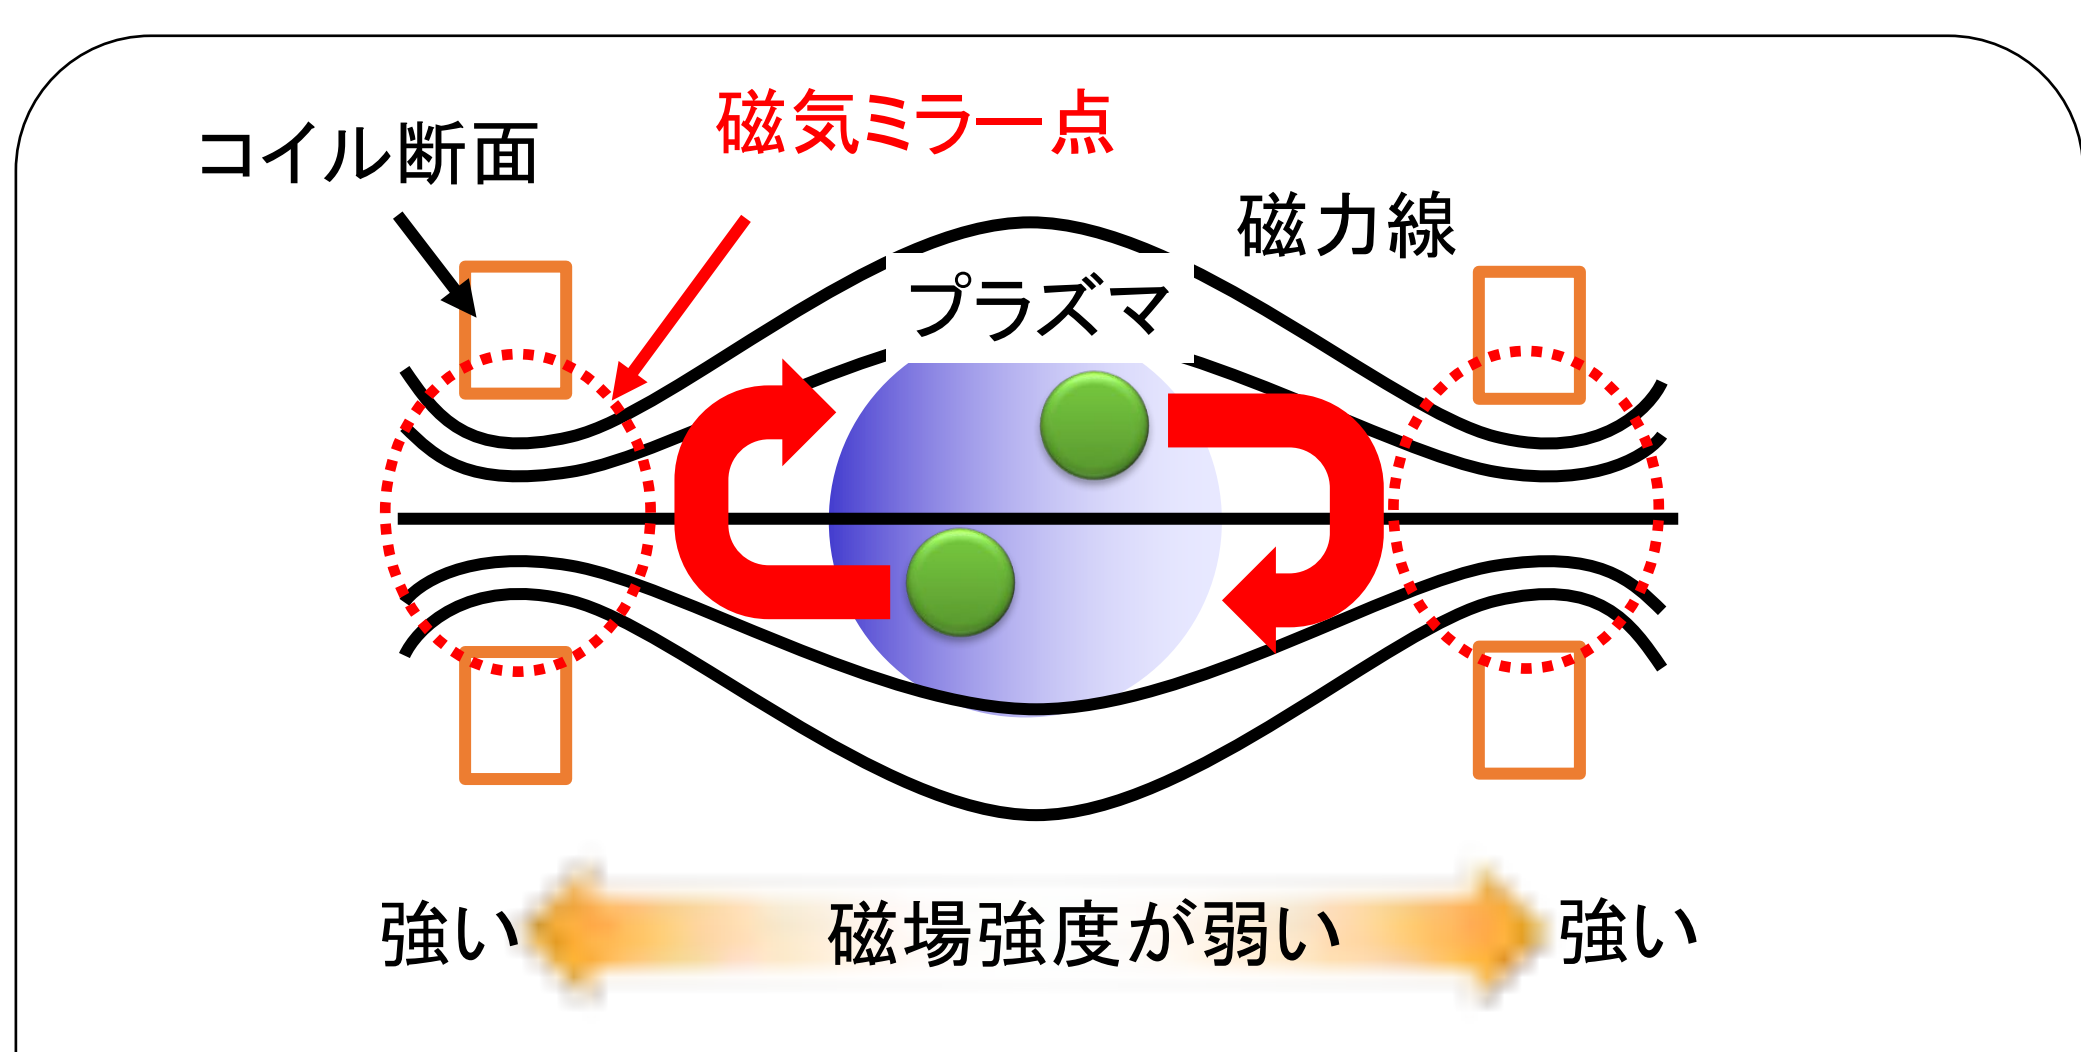 コイル断面
磁気ミラー点
磁力線
プラズマ
強い
磁場強度が弱い
強い